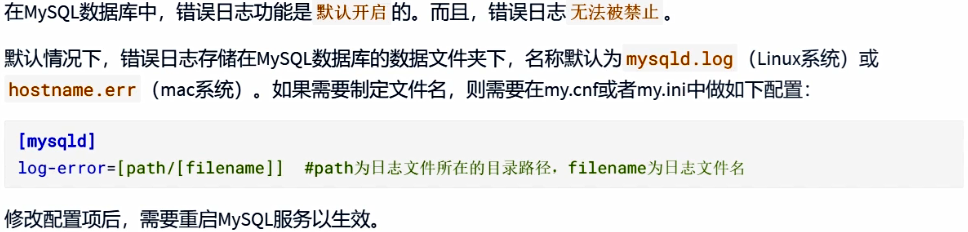 在MySQL数据库中，错误日志功能是 默认开启 的。而且，错误日志 无法被禁止 。
默认情况下，错误日志存储在MySQL数据库的数据文件夹下，名称默认为 mysqld.log （Linux系统）或
hostname.err （mac系统）。如果需要制定文件名，则需要在my.cnf或者my.ini中做如下配置：
[mysqld]
log-error=[path/[filename]] #path为日志文件所在的目录路径，filename为日志文件名
修改配置项后，需要重启MySQL服务以生效。